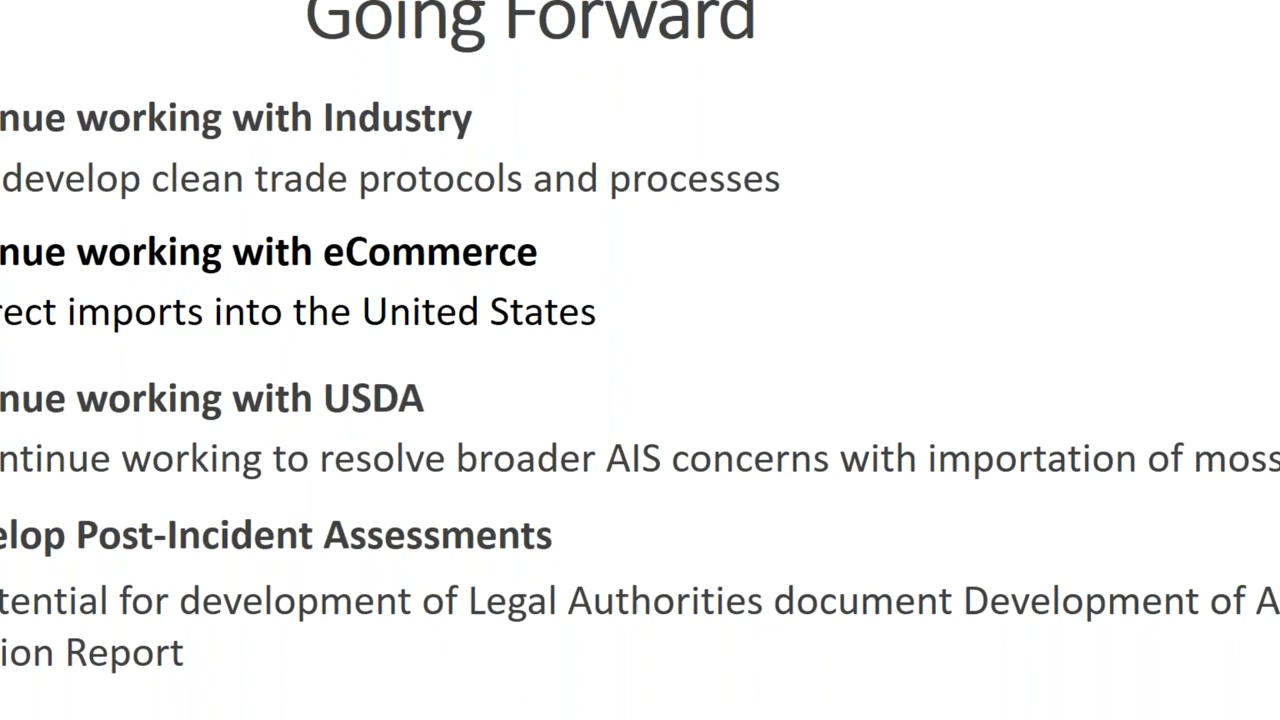 Going Forward
nue working with Industry
develop clean trade protocols and processes
nue working with eCommerce
rect imports into the United States
nue working with USDA
ntinue working to resolve broader AIS concerns with importation of moss
elop Post-Incident Assessments
tential for development of Legal Authorities document Development of A
ion Report